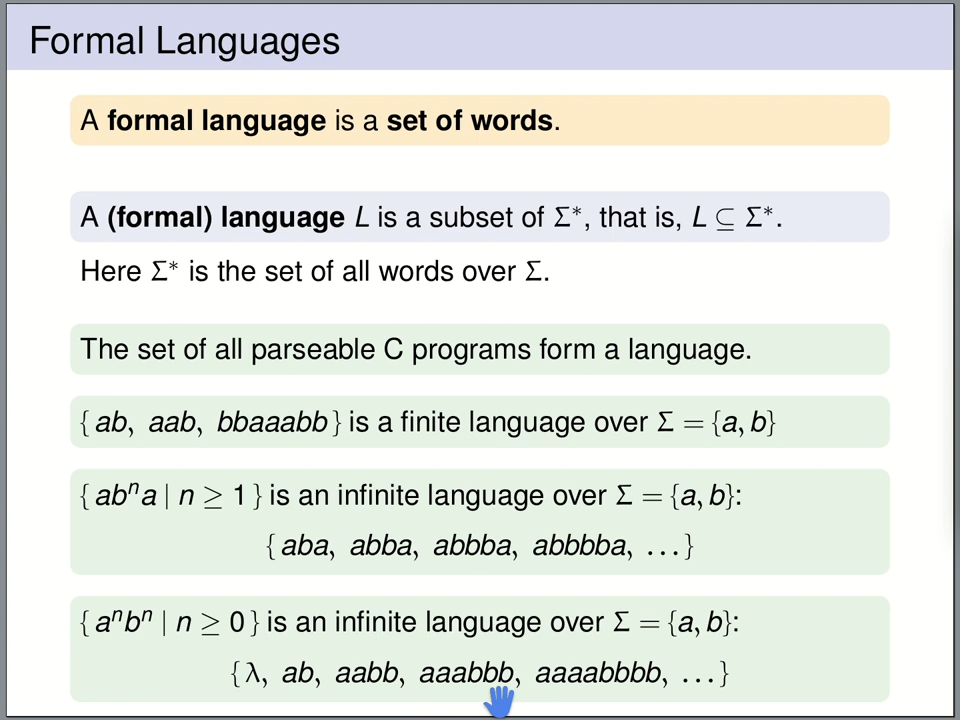 Formal Languages
A formal language is a set of words.
A (formal) language L is a subset of Σ*, that is, L ⊆ Σ*.
Here Σ* is the set of all words over Σ.
The set of all parseable C programs form a language.
{ ab, aab, bbaaabb } is a finite language over Σ = {a, b}
{ abⁿa | n ≥ 1 } is an infinite language over Σ = {a, b}:
{ aba, abba, abbba, abbbba, ... }
{ aⁿbⁿ | n ≥ 0 } is an infinite language over Σ = {a, b}:
{ λ, ab, aabb, aaabbb, aaaabbbb, ... }